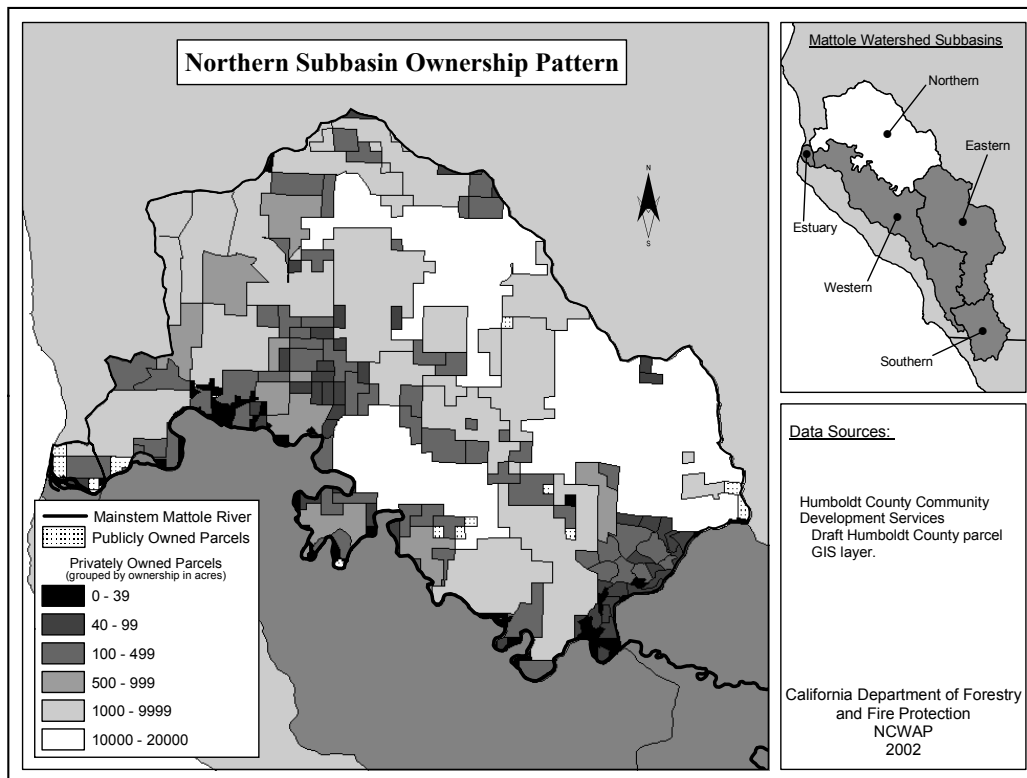 Northern Subbasin Ownership Pattern
N
S
Mainstem Mattole River
Publicly Owned Parcels
Privately Owned Parcels
(grouped by ownership in acres)
0 - 39
40 - 99
100 - 499
500 - 999
1000 - 9999
10000 - 20000
Mattole Watershed Subbasins
Northern
Eastern
Estuary
Western
Southern
Data Sources:
Humboldt County Community
Development Services
Draft Humboldt County parcel
GIS layer.
California Department of Forestry
and Fire Protection
NCWAP
2002